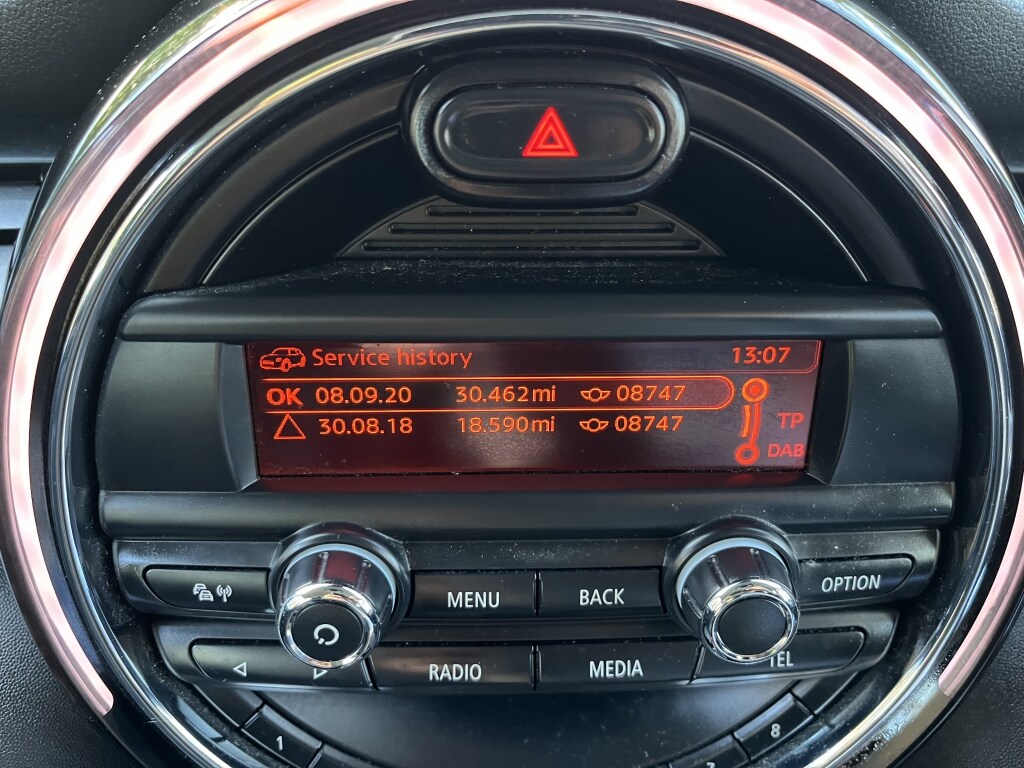 Service history 13:07
OK 08.09.20 30.462mi 08747
30.08.18 18.590mi 08747
TP
DAB
MENU BACK OPTION
RADIO MEDIA TEL
1 8